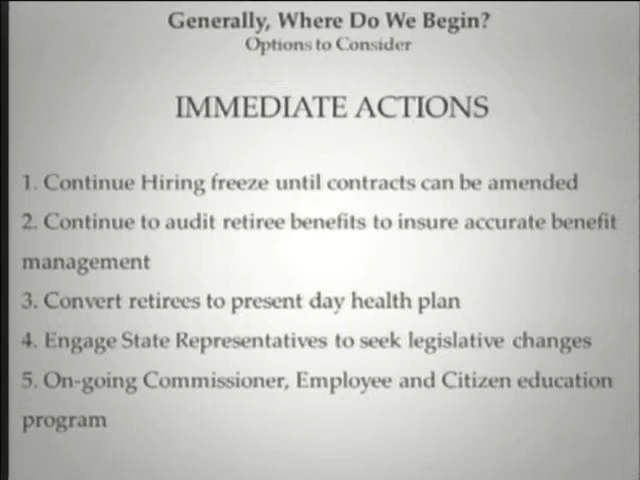 Generally, Where Do We Begin?
Options to Consider
IMMEDIATE ACTIONS
1. Continue Hiring freeze until contracts can be amended
2. Continue to audit retiree benefits to insure accurate benefit
management
3. Convert retirees to present day health plan
4. Engage State Representatives to seek legislative changes
5. On-going Commissioner, Employee and Citizen education
program